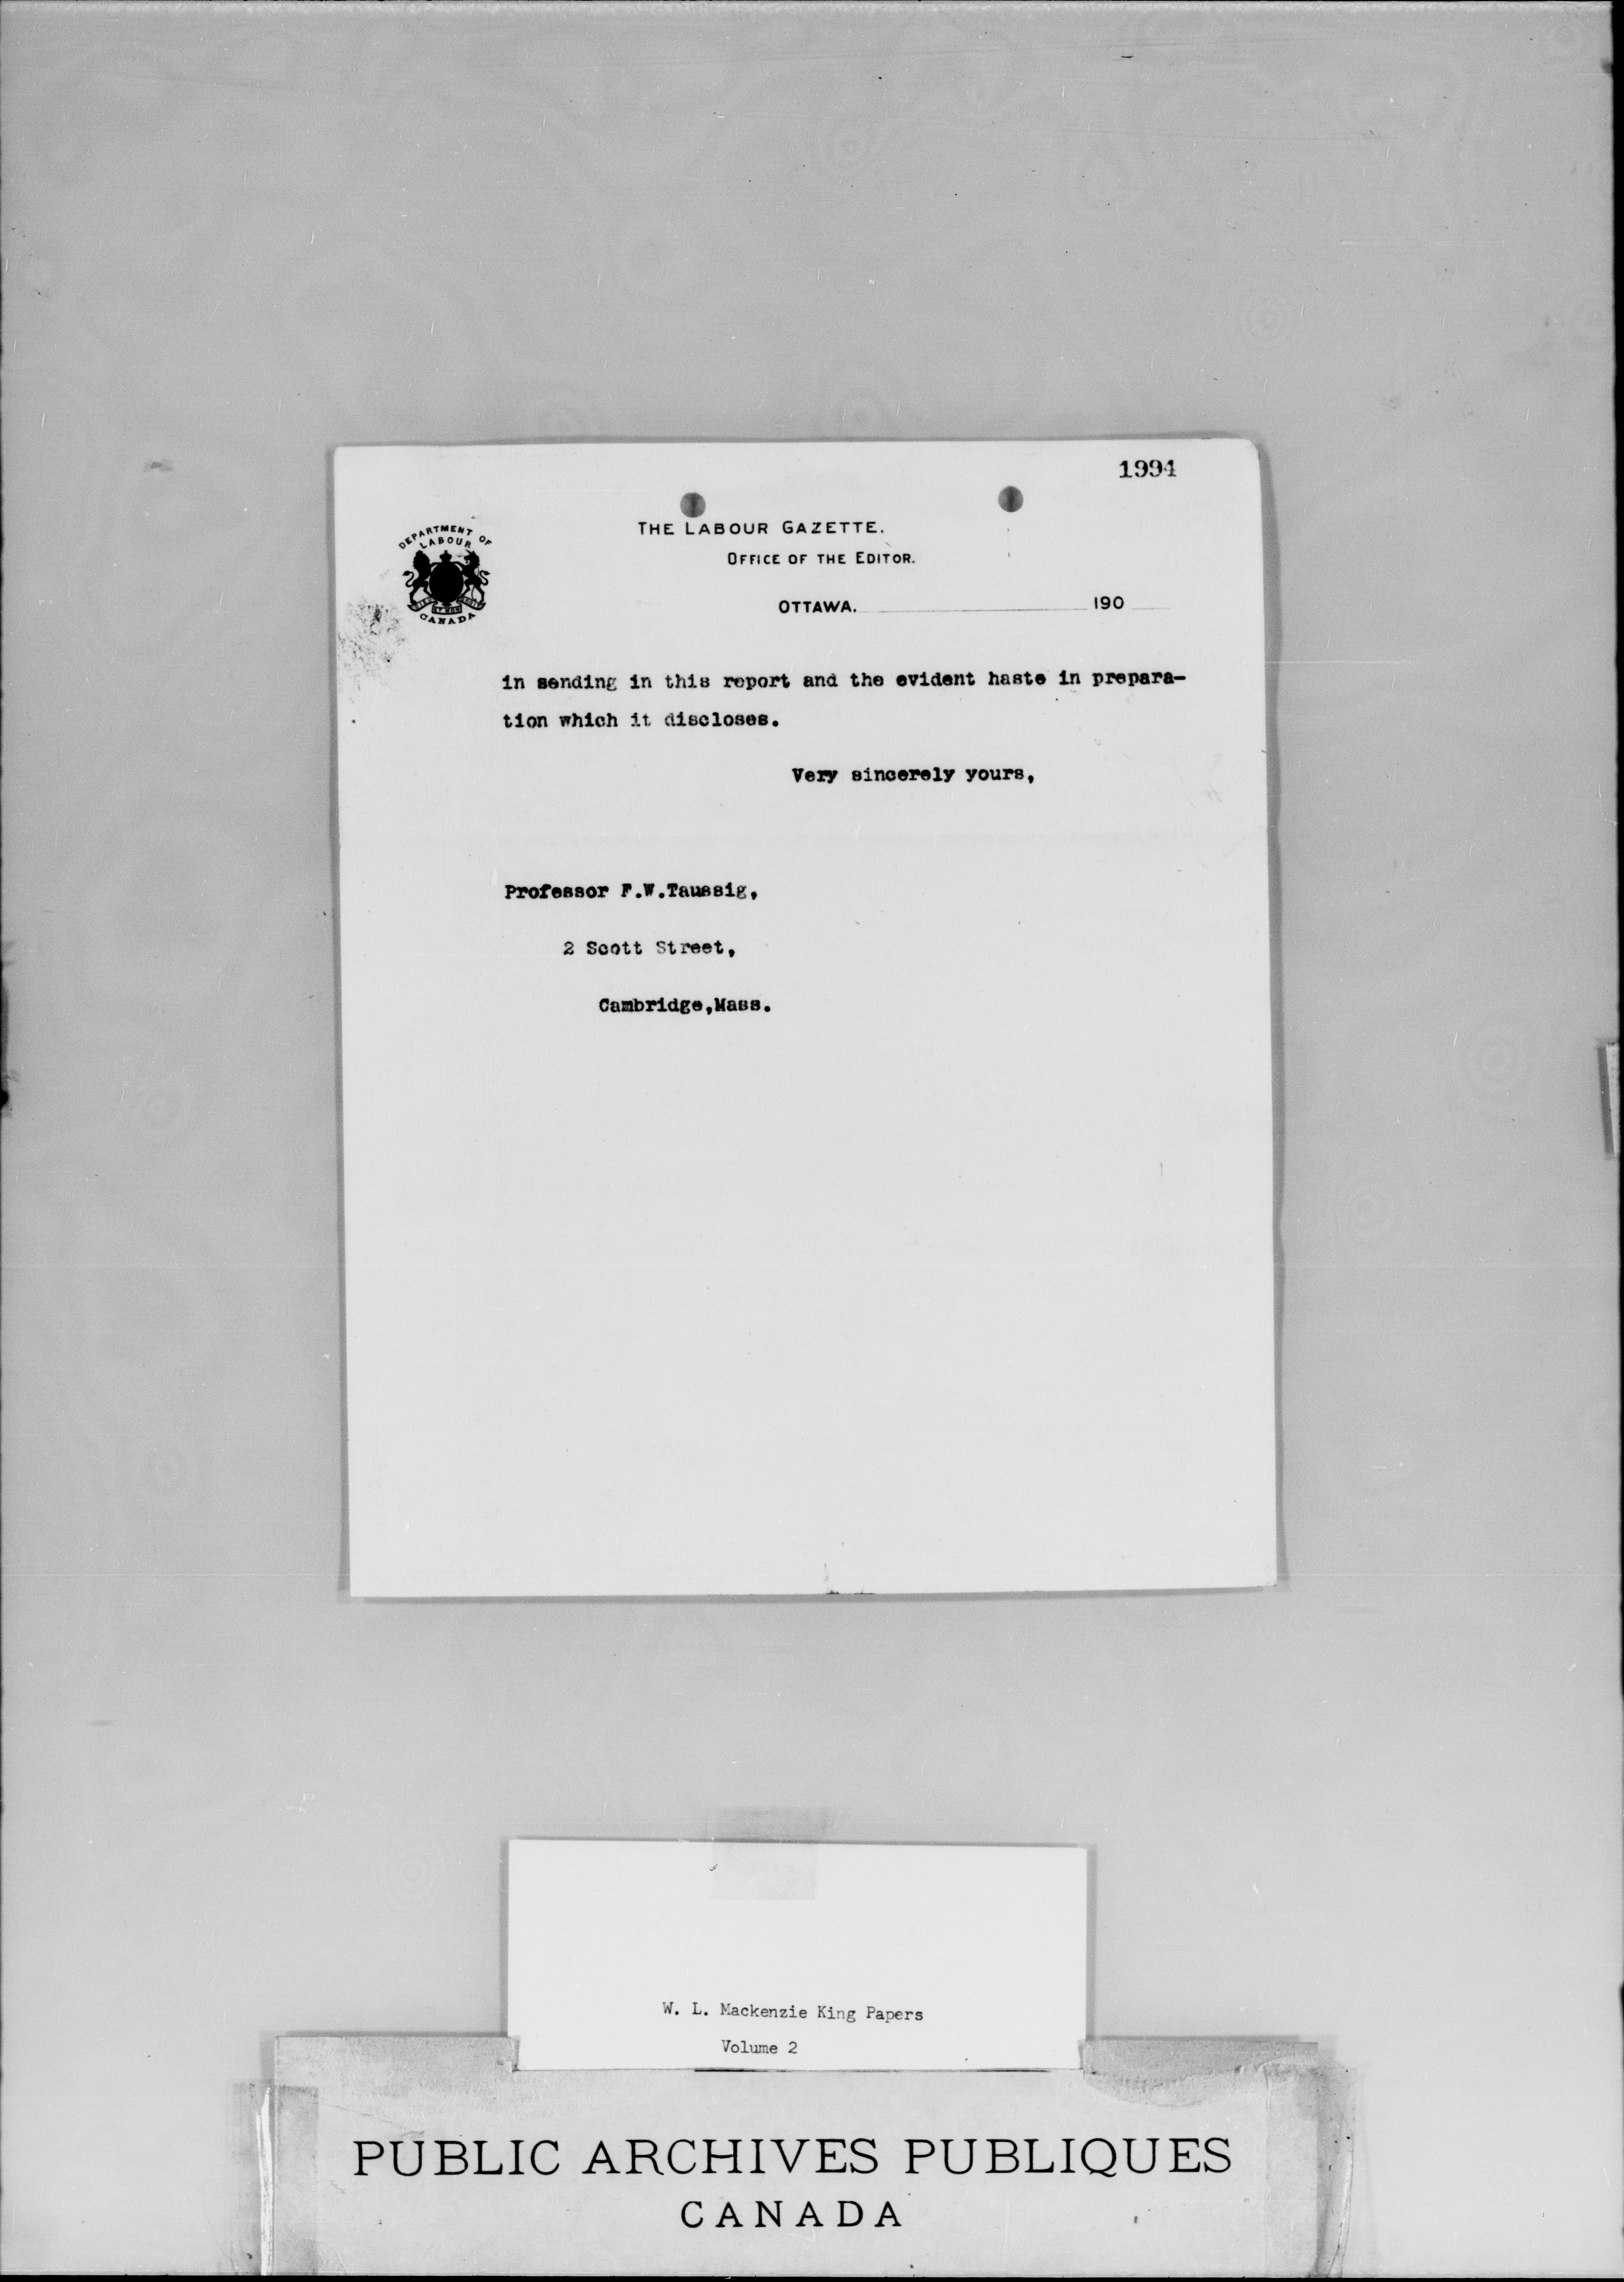 1994
THE LABOUR GAZETTE.
OFFICE OF THE EDITOR.
DEPARTMENT OF
LABOUR
CANADA
OTTAWA. 190
in sending in this report and the evident haste in prepara-
tion which it discloses.
Very sincerely yours,
Professor F.W.Taussig,
2 Scott Street,
Cambridge,Mass.
W. L. Mackenzie King Papers
Volume 2
PUBLIC ARCHIVES PUBLIQUES
CANADA